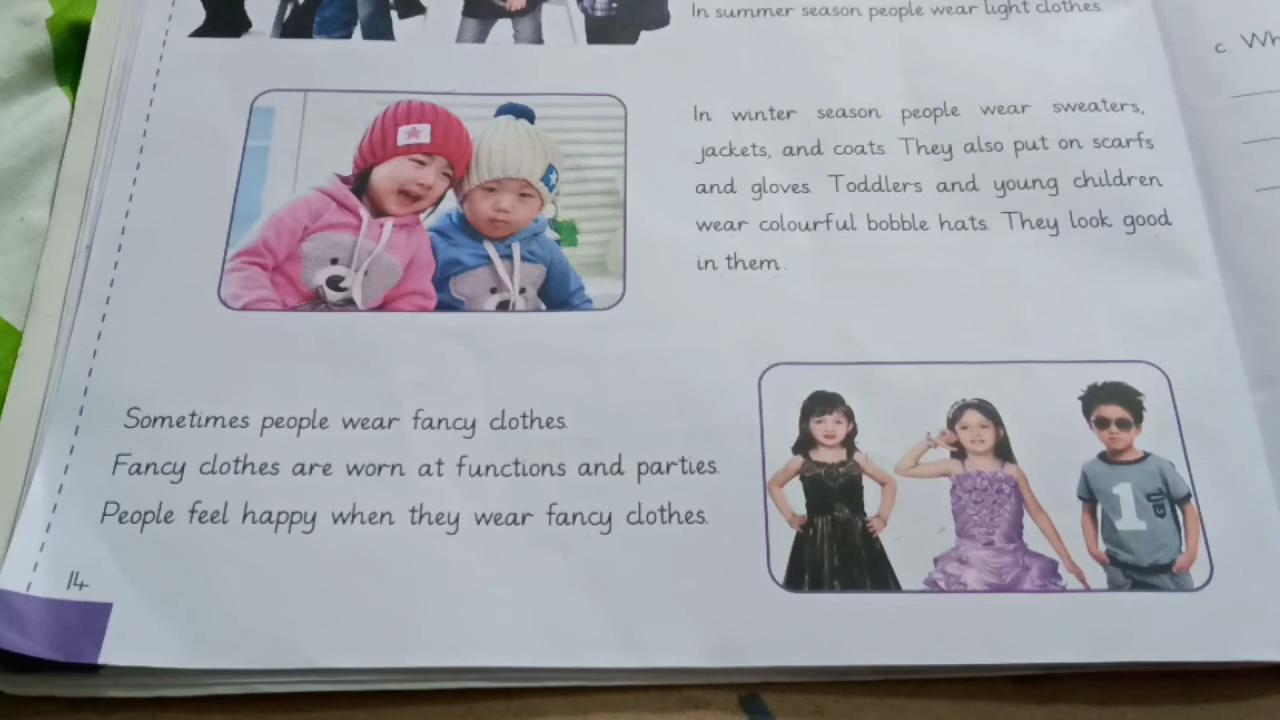 In summer season people wear light clothes.
In winter season people wear sweaters,
jackets, and coats. They also put on scarfs
and gloves. Toddlers and young children
wear colourful bobble hats. They look good
in them.
Sometimes people wear fancy clothes.
Fancy clothes are worn at functions and parties.
People feel happy when they wear fancy clothes.
1
14
c